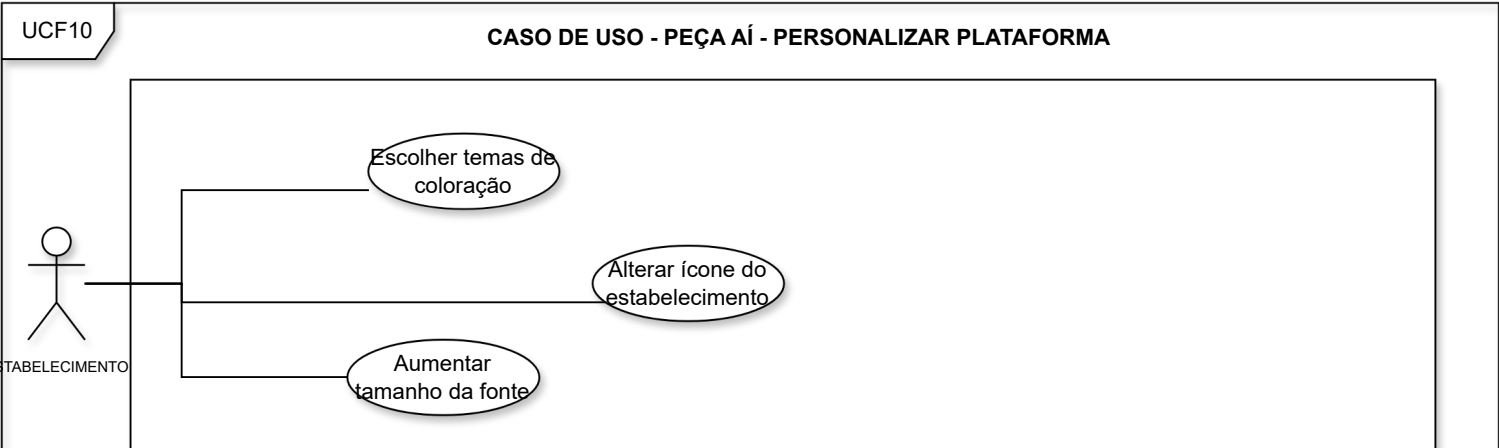 UCF10
CASO DE USO - PEÇA AÍ - PERSONALIZAR PLATAFORMA
Escolher temas de
coloração
Alterar ícone do
estabelecimento
Aumentar
tamanho da fonte
STABELECIMENTO